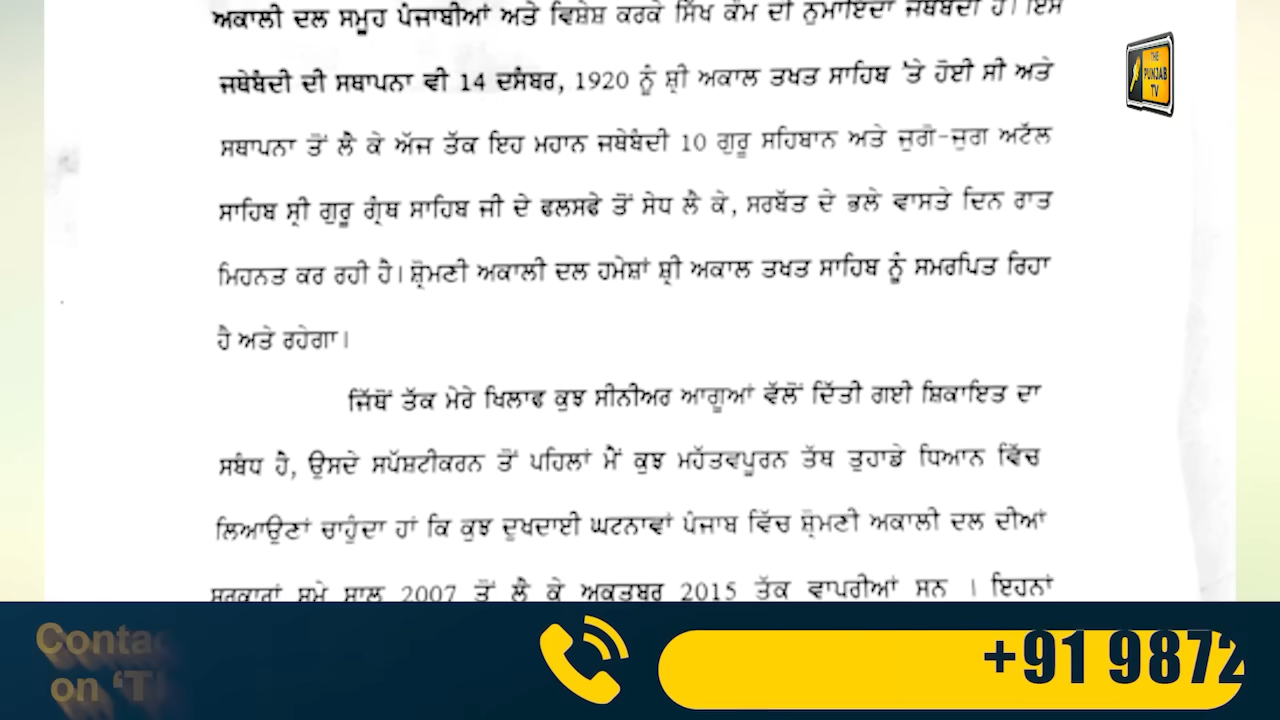 ਅਕਾਲੀ ਦਲ ਸਮੂਹ ਪੰਜਾਬੀਆਂ ਅਤੇ ਵਿਸ਼ੇਸ਼ ਕਰਕੇ ਸਿੱਖ ਕੌਮ ਦੀ ਨੁਮਾਇੰਦਾ ਜਥੇਬੰਦੀ ਹੈ। ਇਸ
ਜਥੇਬੰਦੀ ਦੀ ਸਥਾਪਨਾ ਵੀ 14 ਦਸੰਬਰ, 1920 ਨੂੰ ਸ਼੍ਰੀ ਅਕਾਲ ਤਖਤ ਸਾਹਿਬ 'ਤੇ ਹੋਈ ਸੀ ਅਤੇ
ਸਥਾਪਨਾ ਤੋਂ ਲੈ ਕੇ ਅੱਜ ਤੱਕ ਇਹ ਮਹਾਨ ਜਥੇਬੰਦੀ 10 ਗੁਰੂ ਸਹਿਬਾਨ ਅਤੇ ਜੁਗੋ-ਜੁਗ ਅਟੱਲ
ਸਾਹਿਬ ਸ੍ਰੀ ਗੁਰੂ ਗ੍ਰੰਥ ਸਾਹਿਬ ਜੀ ਦੇ ਫਲਸਫੇ ਤੋਂ ਸੇਧ ਲੈ ਕੇ, ਸਰਬੱਤ ਦੇ ਭਲੇ ਵਾਸਤੇ ਦਿਨ ਰਾਤ
ਮਿਹਨਤ ਕਰ ਰਹੀ ਹੈ। ਸ਼੍ਰੋਮਣੀ ਅਕਾਲੀ ਦਲ ਹਮੇਸ਼ਾਂ ਸ਼੍ਰੀ ਅਕਾਲ ਤਖਤ ਸਾਹਿਬ ਨੂੰ ਸਮਰਪਿਤ ਰਿਹਾ
ਹੈ ਅਤੇ ਰਹੇਗਾ।
ਜਿੱਥੋਂ ਤੱਕ ਮੇਰੇ ਖਿਲਾਫ ਕੁਝ ਸੀਨੀਅਰ ਆਗੂਆਂ ਵੱਲੋਂ ਦਿੱਤੀ ਗਈ ਸ਼ਿਕਾਇਤ ਦਾ
ਸਬੰਧ ਹੈ, ਉਸਦੇ ਸਪੱਸ਼ਟੀਕਰਨ ਤੋਂ ਪਹਿਲਾਂ ਮੈਂ ਕੁਝ ਮਹੱਤਵਪੂਰਨ ਤੱਥ ਤੁਹਾਡੇ ਧਿਆਨ ਵਿੱਚ
ਲਿਆਉਣਾਂ ਚਾਹੁੰਦਾ ਹਾਂ ਕਿ ਕੁਝ ਦੁਖਦਾਈ ਘਟਨਾਵਾਂ ਪੰਜਾਬ ਵਿੱਚ ਸ਼੍ਰੋਮਣੀ ਅਕਾਲੀ ਦਲ ਦੀਆਂ
ਸਰਕਾਰਾਂ ਸਮੇਂ ਸਾਲ 2007 ਤੋਂ ਲੈ ਕੇ ਅਕਤੂਬਰ 2015 ਤੱਕ ਵਾਪਰੀਆਂ ਸਨ । ਇਹਨਾਂ
THE
PUNJAB
TV
Contac
on ‘T
+91 9872